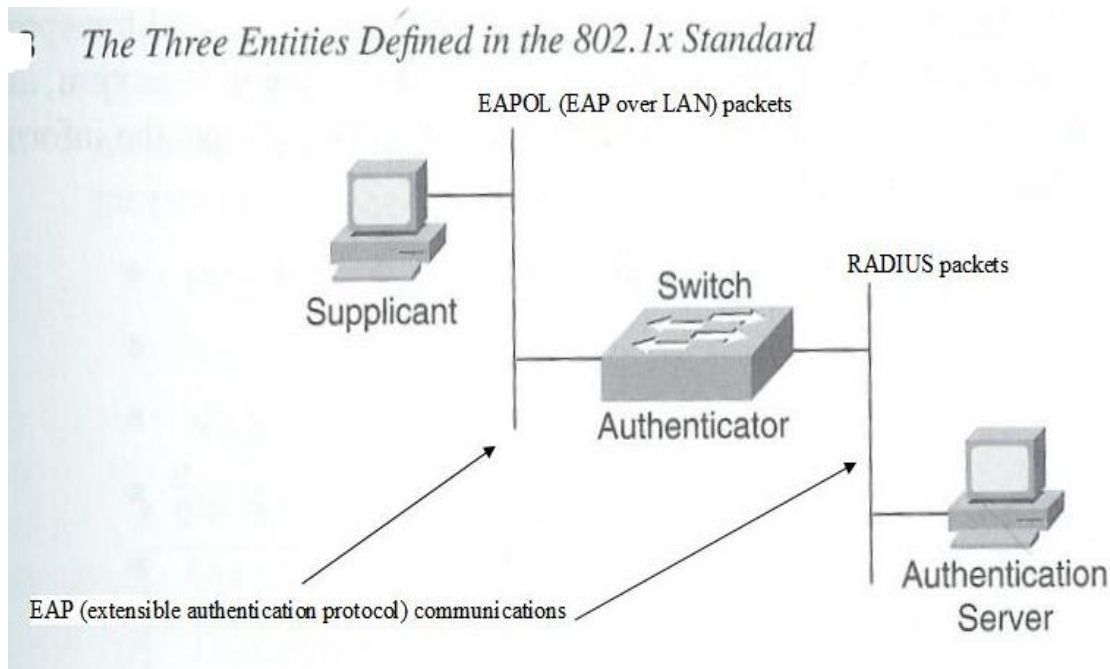 The Three Entities Defined in the 802.1x Standard
EAPOL (EAP over LAN) packets
RADIUS packets
Switch
Supplicant
Authenticator
Authentication
Server
EAP (extensible authentication protocol) communications